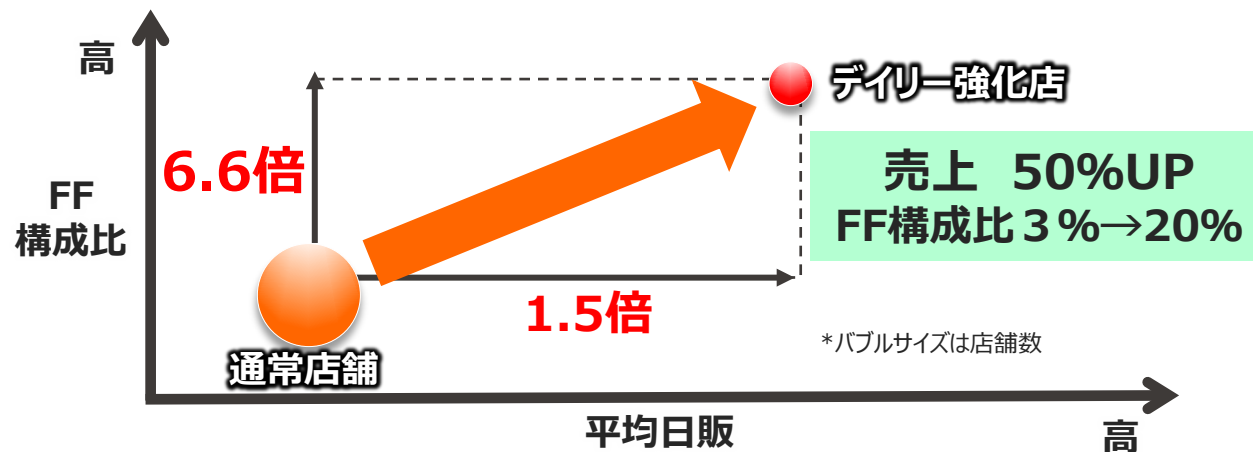 高
デイリー強化店
6.6倍
売上 50%UP
FF構成比３%→20%
FF
構成比
1.5倍
*バブルサイズは店舗数
通常店舗
平均日販
高